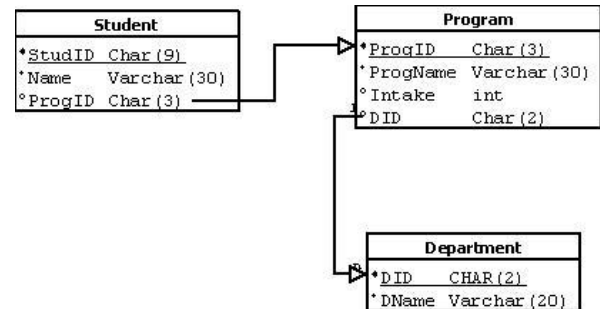 Student
StudID Char(9)
Name Varchar(30)
ProgID Char(3)
Program
ProgID Char(3)
ProgName Varchar(30)
Intake int
DID Char(2)
Department
DID CHAR(2)
DName Varchar(20)